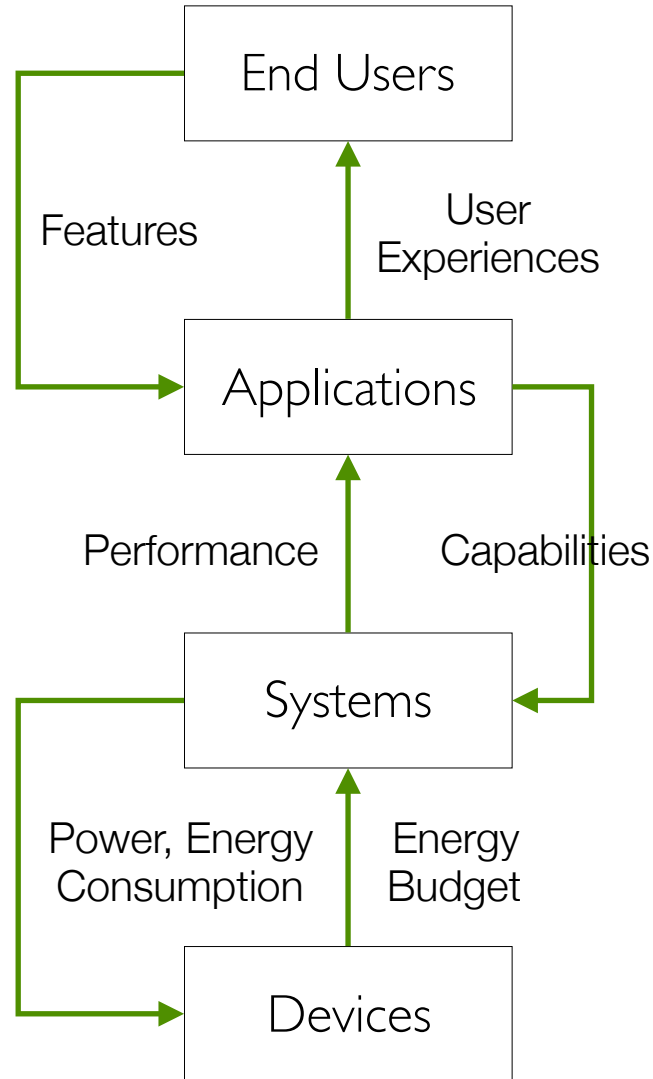 End Users
Features
User
Experiences
Applications
Performance
Capabilities
Systems
Power, Energy
Consumption
Energy
Budget
Devices